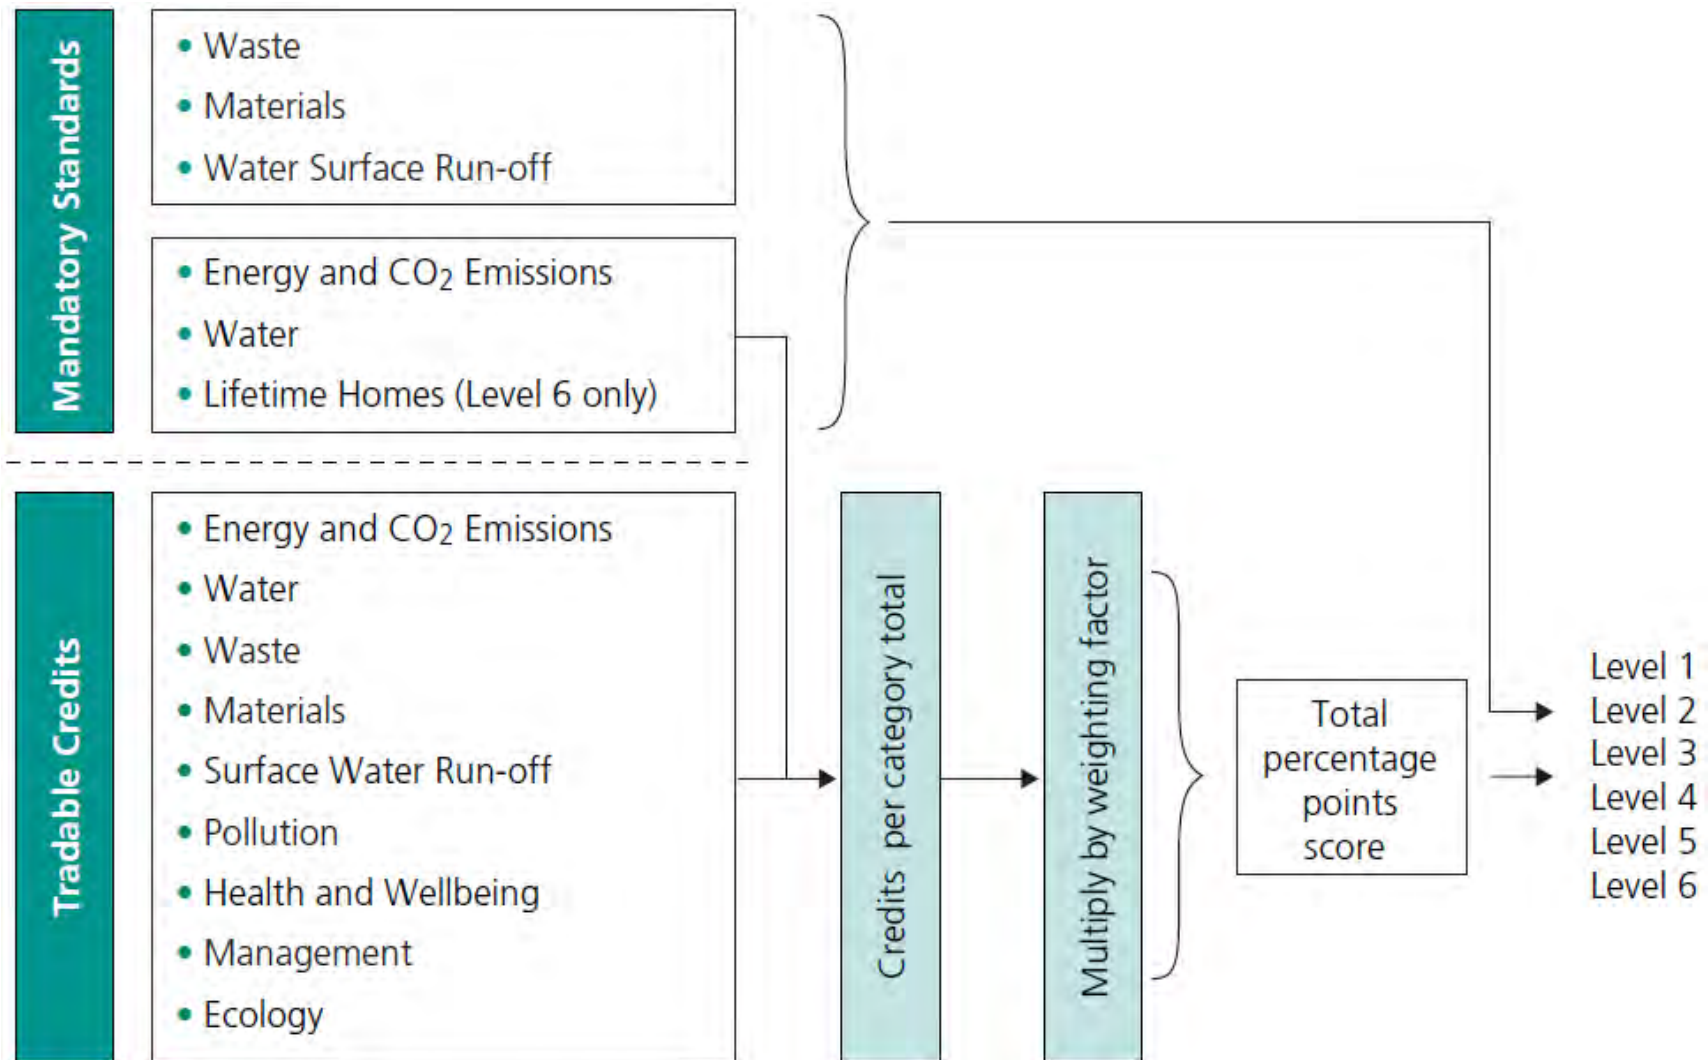 Mandatory Standards
• Waste
• Materials
• Water Surface Run-off
• Energy and CO₂ Emissions
• Water
• Lifetime Homes (Level 6 only)
Tradable Credits
• Energy and CO₂ Emissions
• Water
• Waste
• Materials
• Surface Water Run-off
• Pollution
• Health and Wellbeing
• Management
• Ecology
Credits per category total
Multiply by weighting factor
Total
percentage
points
score
Level 1
Level 2
Level 3
Level 4
Level 5
Level 6